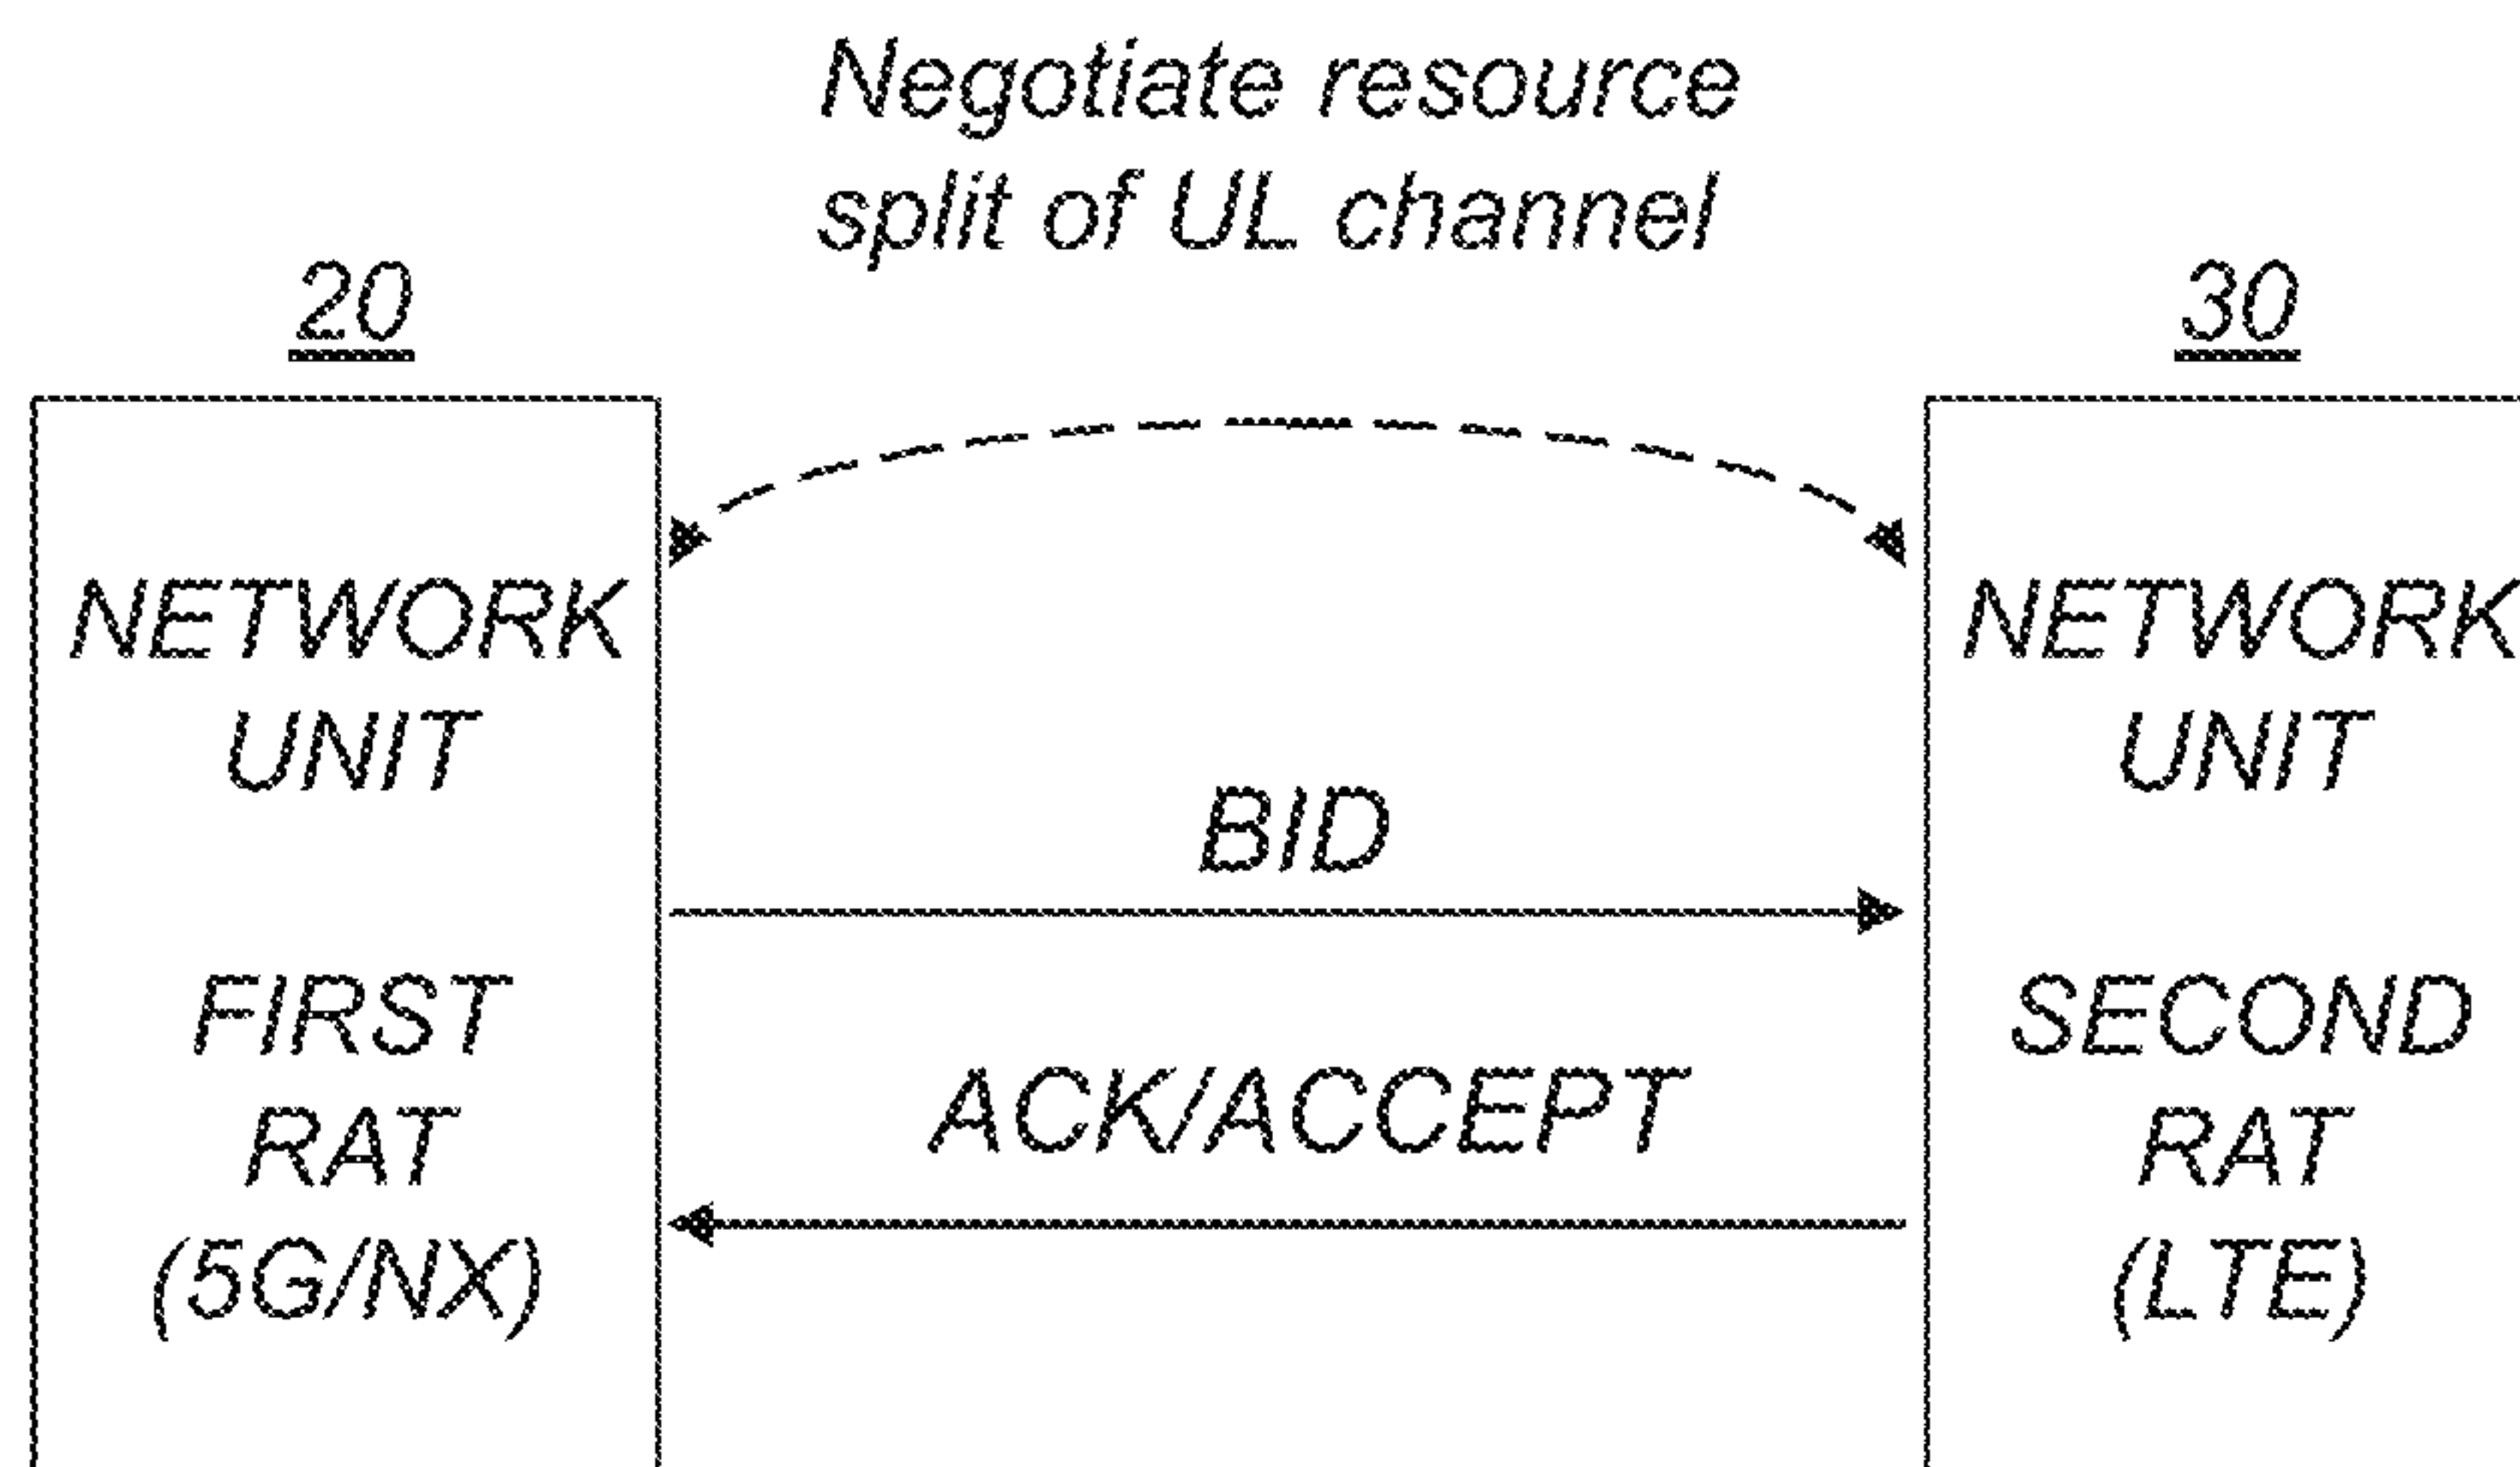 Negotiate resource
split of UL channel
20
30
NETWORK
UNIT
FIRST
RAT
(5G/NX)
BID
ACK/ACCEPT
NETWORK
UNIT
SECOND
RAT
(LTE)